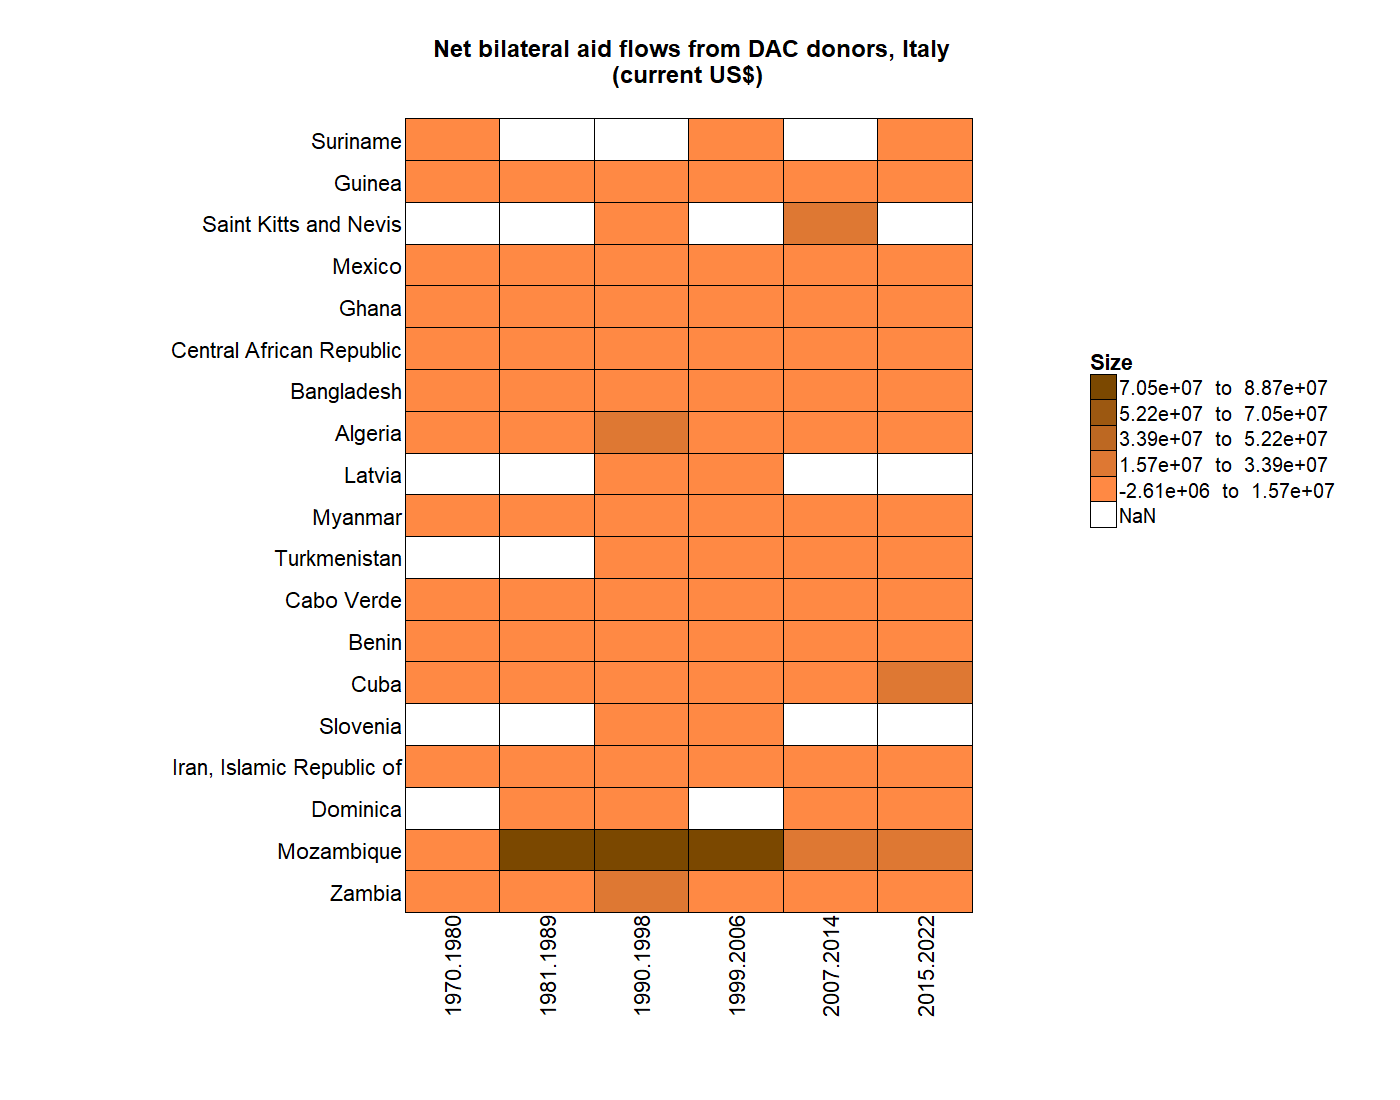 Net bilateral aid flows from DAC donors, Italy
(current US$)
Suriname
Guinea
Saint Kitts and Nevis
Mexico
Ghana
Central African Republic
Bangladesh
Algeria
Latvia
Myanmar
Turkmenistan
Cabo Verde
Benin
Cuba
Slovenia
Iran, Islamic Republic of
Dominica
Mozambique
Zambia
1970.1980
1981.1989
1990.1998
1999.2006
2007.2014
2015.2022
Size
7.05e+07 to 8.87e+07
5.22e+07 to 7.05e+07
3.39e+07 to 5.22e+07
1.57e+07 to 3.39e+07
-2.61e+06 to 1.57e+07
NaN